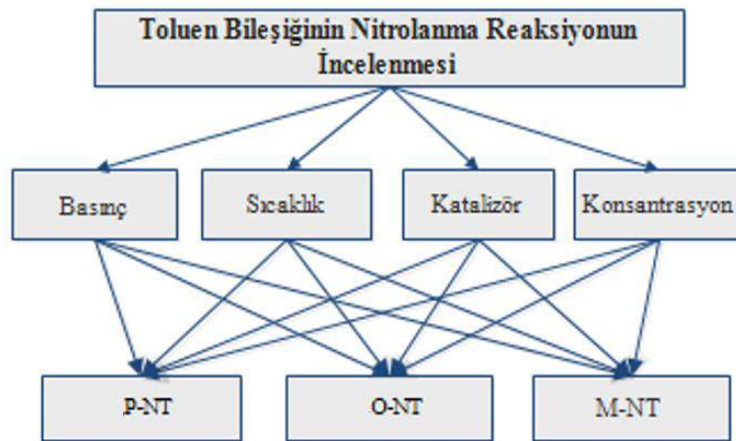 Toluen Bileşiğinin Nitrolanma Reaksiyonun
İncelenmesi
Basınç
Sıcaklık
Katalizör
Konsantrasyon
P-NT
O-NT
M-NT